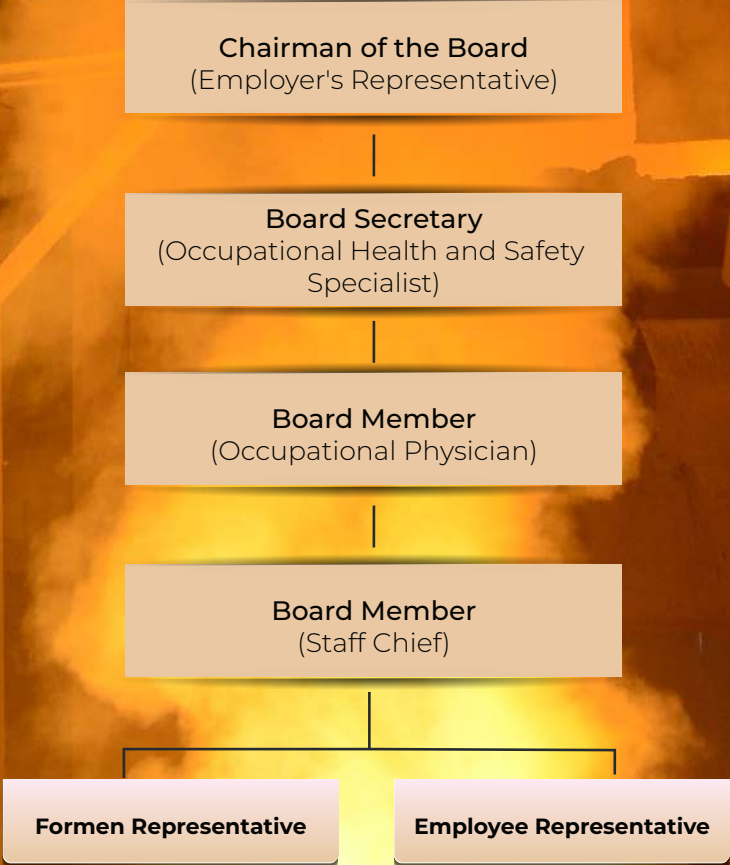 Chairman of the Board
(Employer's Representative)
Board Secretary
(Occupational Health and Safety
Specialist)
Board Member
(Occupational Physician)
Board Member
(Staff Chief)
Formen Representative
Employee Representative